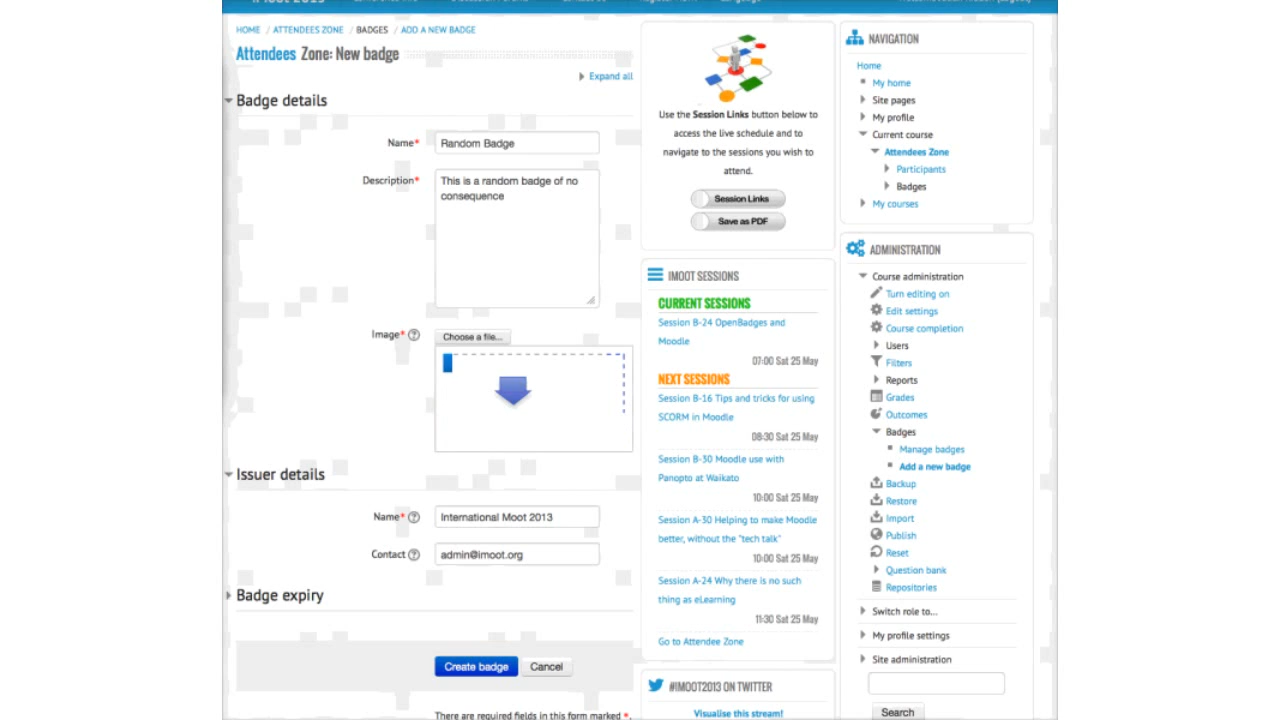 HOME / ATTENDEES ZONE / BADGES / ADD A NEW BADGE
Attendees Zone: New badge
Expand all
Badge details
Name*
Random Badge
Description*
This is a random badge of no
consequence
Image*
Choose a file...
Issuer details
Name*
International Moot 2013
Contact
admin@imoot.org
Badge expiry
Create badge
Cancel
There are required fields in this form marked *.
Use the Session Links button below to
access the live schedule and to
navigate to the sessions you wish to
attend.
Session Links
Save as PDF
IMOOT SESSIONS
CURRENT SESSIONS
Session B-24 OpenBadges and
Moodle
07:00 Sat 25 May
NEXT SESSIONS
Session B-16 Tips and tricks for using
SCORM in Moodle
08:30 Sat 25 May
Session B-30 Moodle use with
Panopto at Waikato
10:00 Sat 25 May
Session A-30 Helping to make Moodle
better, without the "tech talk"
10:00 Sat 25 May
Session A-24 Why there is no such
thing as eLearning
11:30 Sat 25 May
Go to Attendee Zone
#IMOOT2013 ON TWITTER
Visualise this stream!
NAVIGATION
Home
My home
Site pages
My profile
Current course
Attendees Zone
Participants
Badges
My courses
ADMINISTRATION
Course administration
Turn editing on
Edit settings
Course completion
Users
Filters
Reports
Grades
Outcomes
Badges
Manage badges
Add a new badge
Backup
Restore
Import
Publish
Reset
Question bank
Repositories
Switch role to...
My profile settings
Site administration
Search